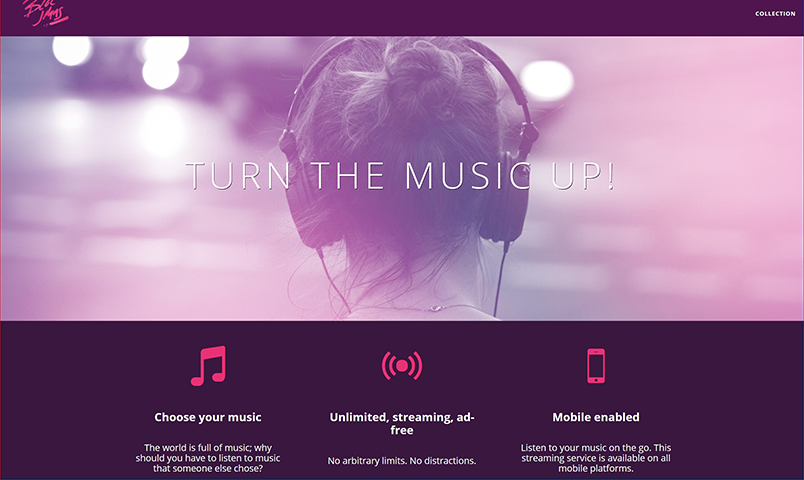 JAMS
COLLECTION
TURN THE MUSIC UP!
Choose your music
The world is full of music; why
should you have to listen to music
that someone else chose?
Unlimited, streaming, ad-
free
No arbitrary limits. No distractions.
Mobile enabled
Listen to your music on the go. This
streaming service is available on all
mobile platforms.